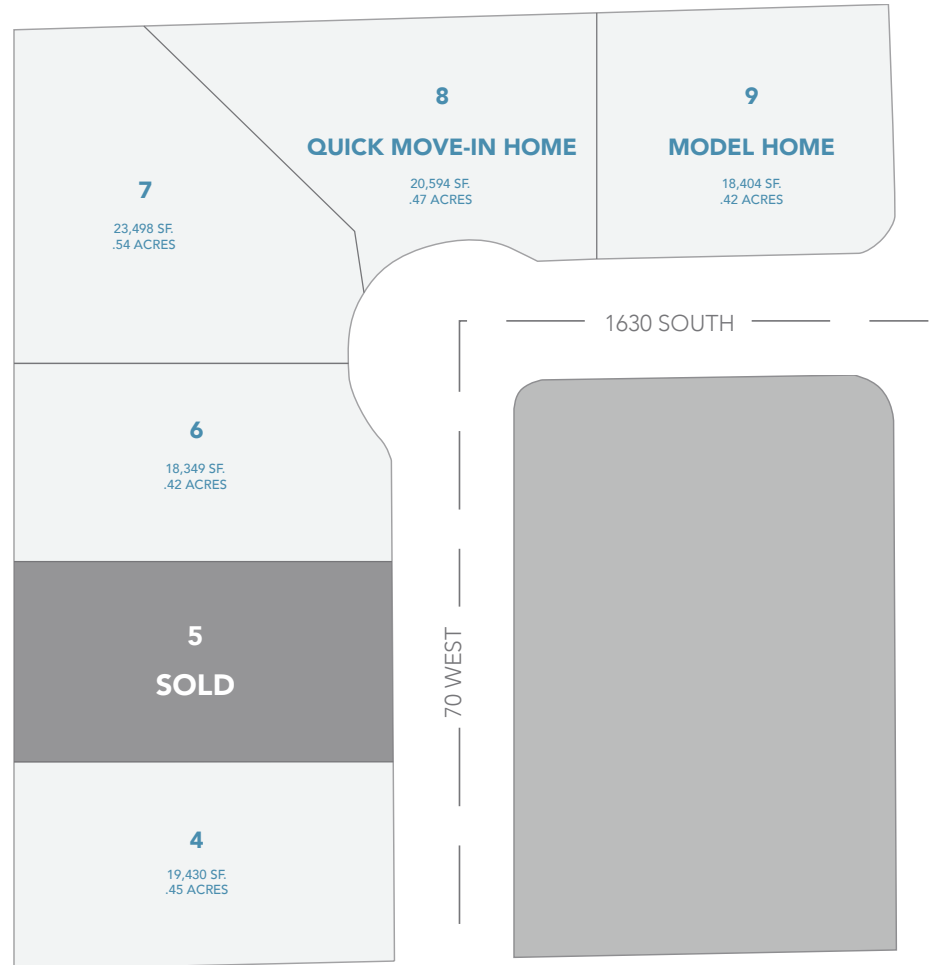 8
QUICK MOVE-IN HOME
20,594 SF.
.47 ACRES
9
MODEL HOME
18,404 SF.
.42 ACRES
7
23,498 SF.
.54 ACRES
1630 SOUTH
6
18,349 SF.
.42 ACRES
5
SOLD
70 WEST
4
19,430 SF.
.45 ACRES